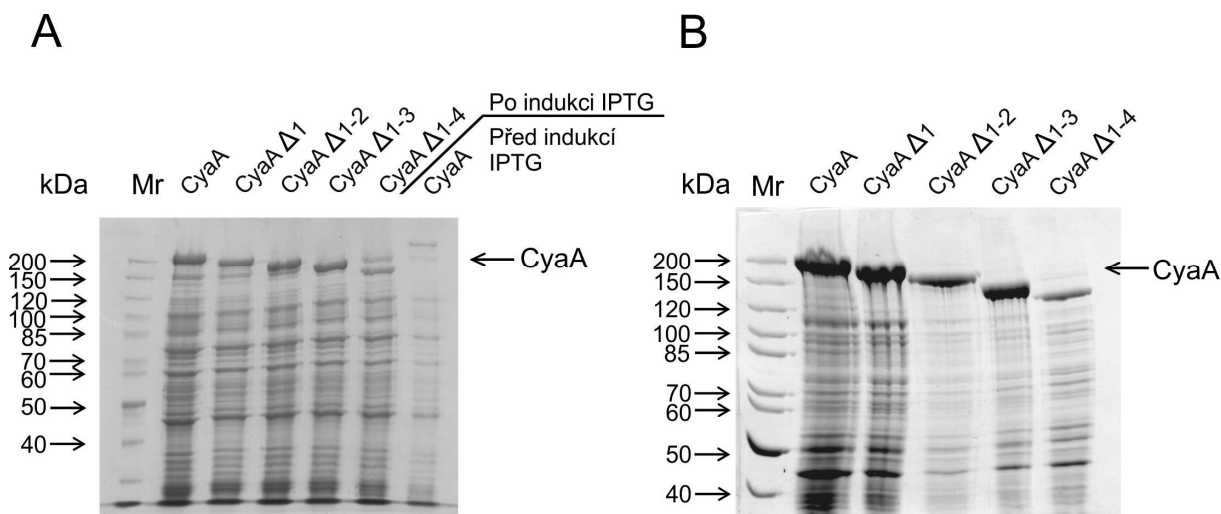 A
Po indukci IPTG
Před indukcí
IPTG
kDa
Mr
CyaA
CyaA Δ1
CyaA Δ1-2
CyaA Δ1-3
CyaA Δ1-4
CyaA
200
150
120
100
85
70
60
50
40
CyaA
B
kDa
Mr
CyaA
CyaA Δ1
CyaA Δ1-2
CyaA Δ1-3
CyaA Δ1-4
200
150
120
100
85
70
60
50
40
CyaA